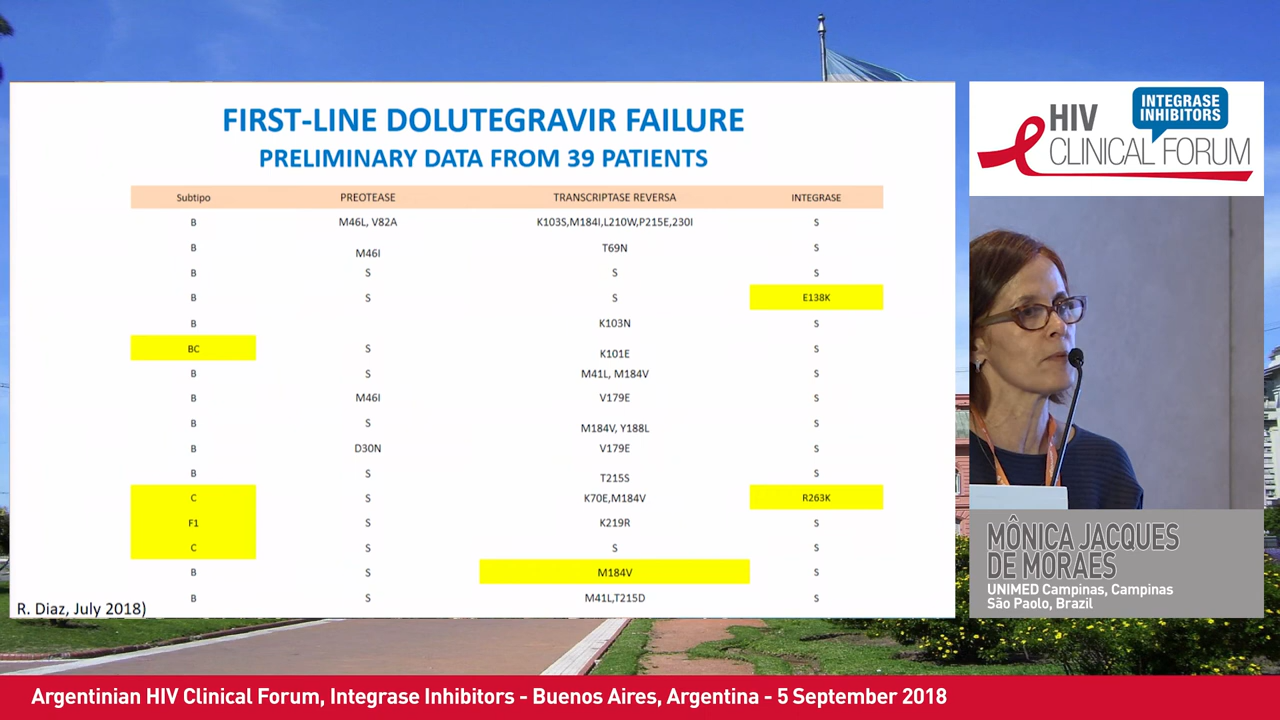 FIRST-LINE DOLUTEGRAVIR FAILURE
PRELIMINARY DATA FROM 39 PATIENTS
Subtipo PREOTEASE TRANSCRIPTASE REVERSA INTEGRASE
B M46L, V82A K103S,M184I,L210W,P215E,230I S
B M46I T69N S
B S S S
B S S E138K
B K103N S
BC S K101E S
B S M41L, M184V S
B M46I V179E S
B S M184V, Y188L S
B D30N V179E S
B S T215S S
C S K70E,M184V R263K
F1 S K219R S
C S S S
B S M184V S
B S M41L,T215D S
R. Diaz, July 2018)
HIV
INTEGRASE
INHIBITORS
CLINICAL FORUM
MÔNICA JACQUES
DE MORAES
UNIMED Campinas, Campinas
São Paolo, Brazil
Argentinian HIV Clinical Forum, Integrase Inhibitors - Buenos Aires, Argentina - 5 September 2018